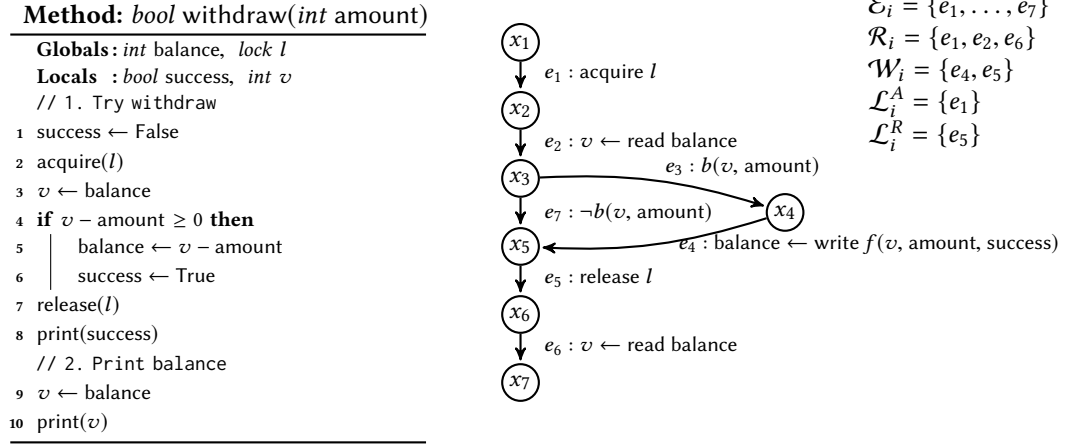 Method: bool withdraw(int amount)
Globals: int balance, lock l
Locals : bool success, int v
// 1. Try withdraw
1 success ← False
2 acquire(l)
3 v ← balance
4 if v − amount ≥ 0 then
5 balance ← v − amount
6 success ← True
7 release(l)
8 print(success)
// 2. Print balance
9 v ← balance
10 print(v)
x₁
e₁ : acquire l
x₂
e₂ : v ← read balance
x₃
e₃ : b(v, amount)
e₇ : ¬b(v, amount)
x₄
x₅
e₄ : balance ← write f(v, amount, success)
e₅ : release l
x₆
e₆ : v ← read balance
x₇
ℰᵢ = {e₁, . . . , e₇}
ℛᵢ = {e₁, e₂, e₆}
𝒲ᵢ = {e₄, e₅}
ℒᵢᴬ = {e₁}
ℒᵢᴿ = {e₅}